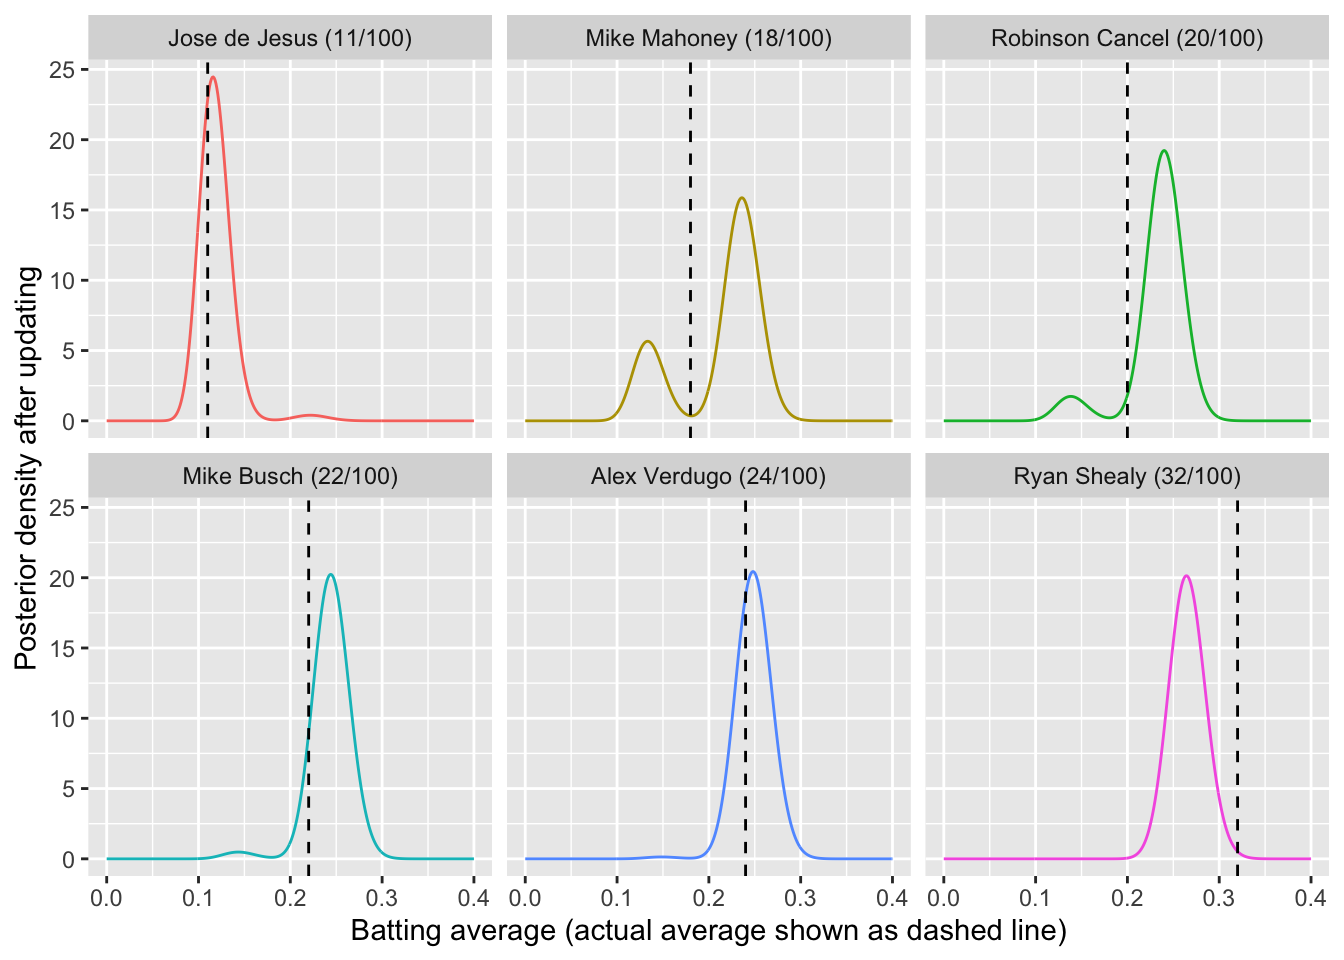 Jose de Jesus (11/100)
Mike Mahoney (18/100)
Robinson Cancel (20/100)
25
20
15
10
5
0
Mike Busch (22/100)
Alex Verdugo (24/100)
Ryan Shealy (32/100)
25
20
15
10
5
0
Posterior density after updating
0.0 0.1 0.2 0.3 0.4 0.0 0.1 0.2 0.3 0.4 0.0 0.1 0.2 0.3 0.4
Batting average (actual average shown as dashed line)